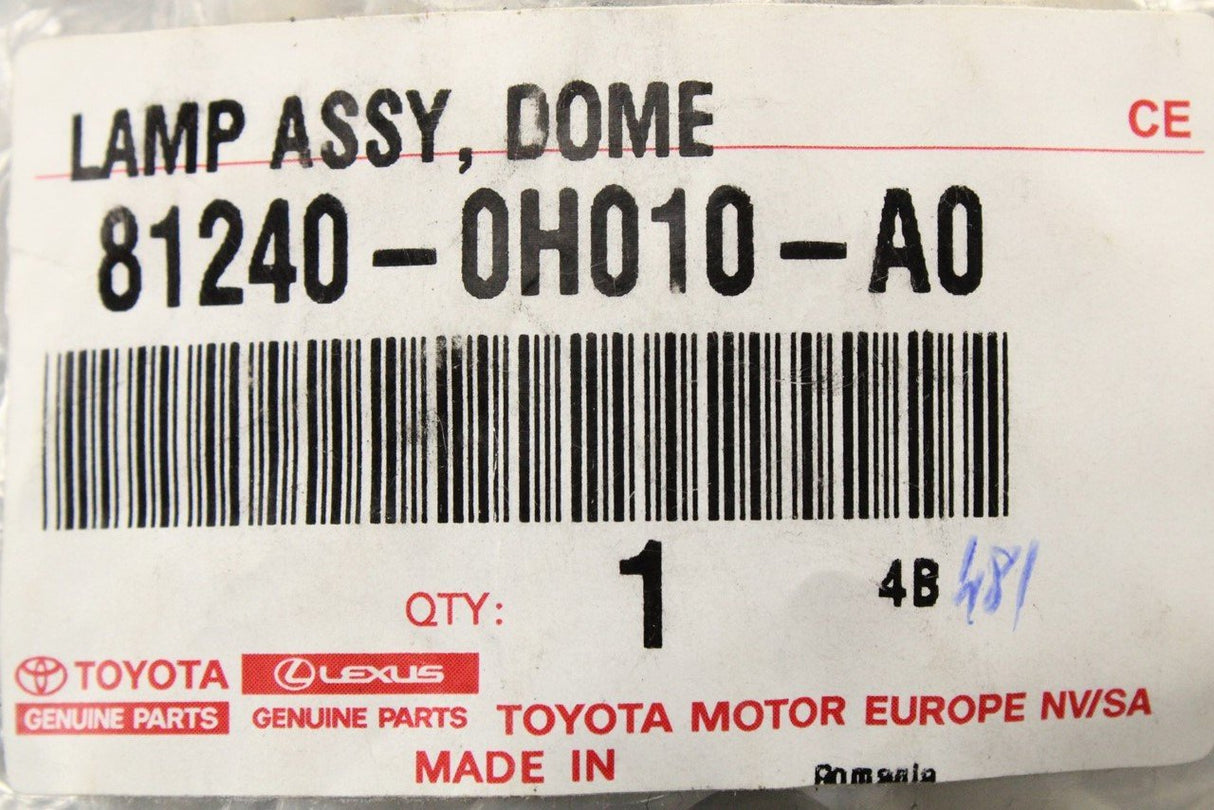 LAMP ASSY, DOME
CE
81240-0H010-A0
QTY: 1 4B 481
TOYOTA LEXUS
GENUINE PARTS GENUINE PARTS TOYOTA MOTOR EUROPE NV/SA
MADE IN Romania